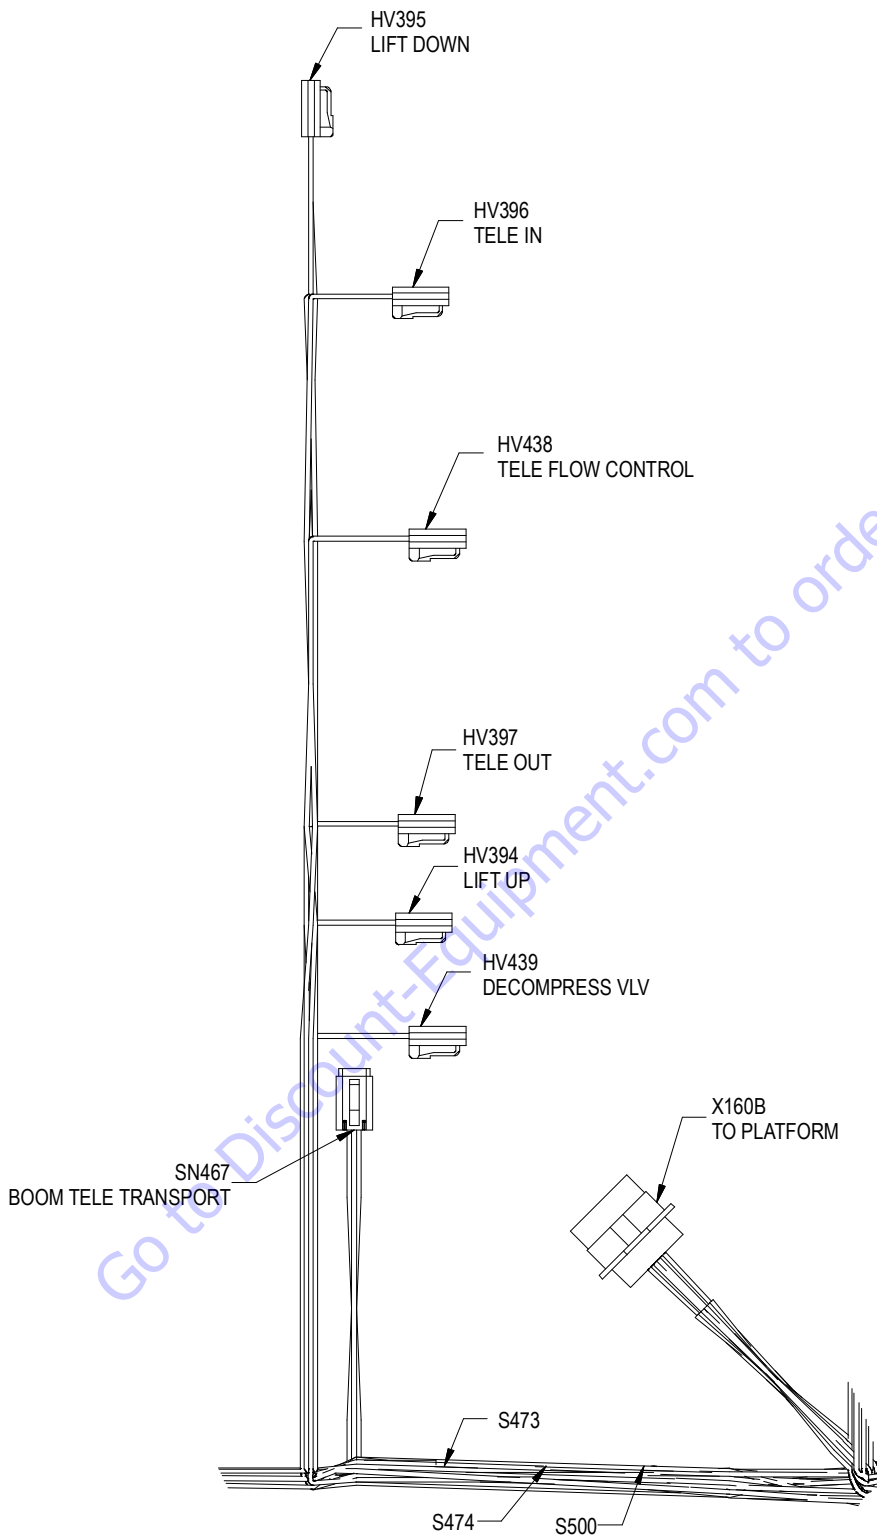 HV395
LIFT DOWN
HV396
TELE IN
HV438
TELE FLOW CONTROL
HV397
TELE OUT
HV394
LIFT UP
HV439
DECOMPRESS VLV
X160B
TO PLATFORM
SN467
BOOM TELE TRANSPORT
S473
S474
S500
Go to Discount-Equipment.com to orde